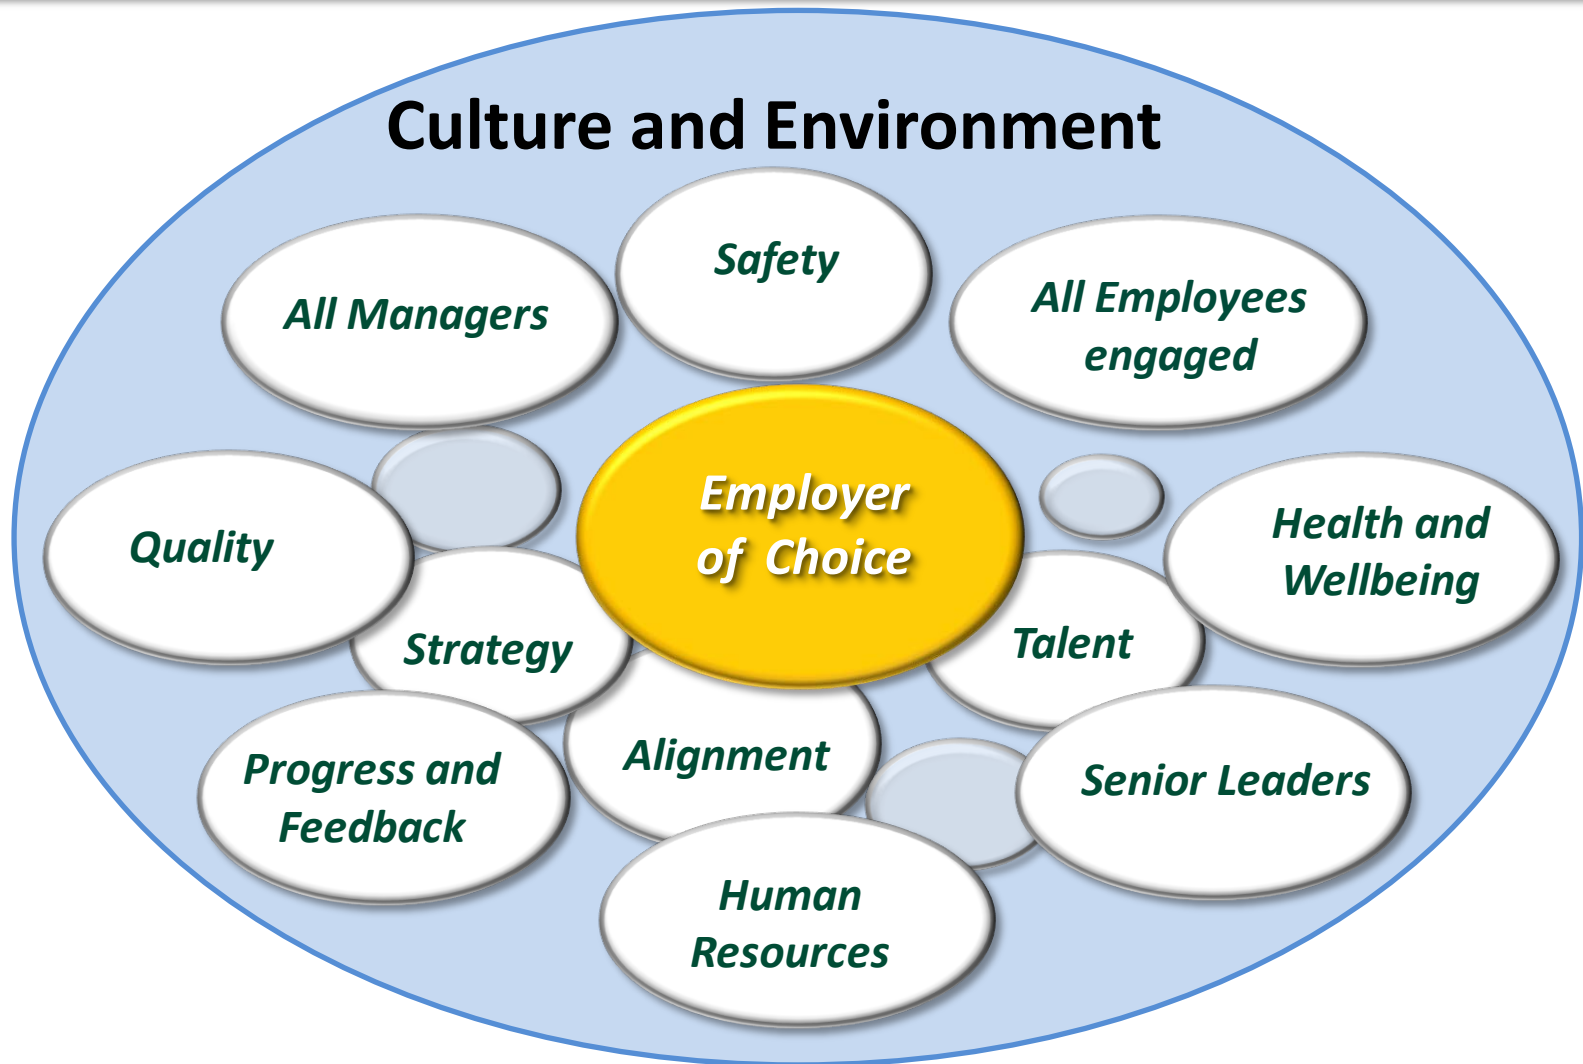 Culture and Environment
Safety
All Managers
All Employees
engaged
Employer
of Choice
Quality
Health and
Wellbeing
Strategy
Talent
Alignment
Progress and
Feedback
Senior Leaders
Human
Resources